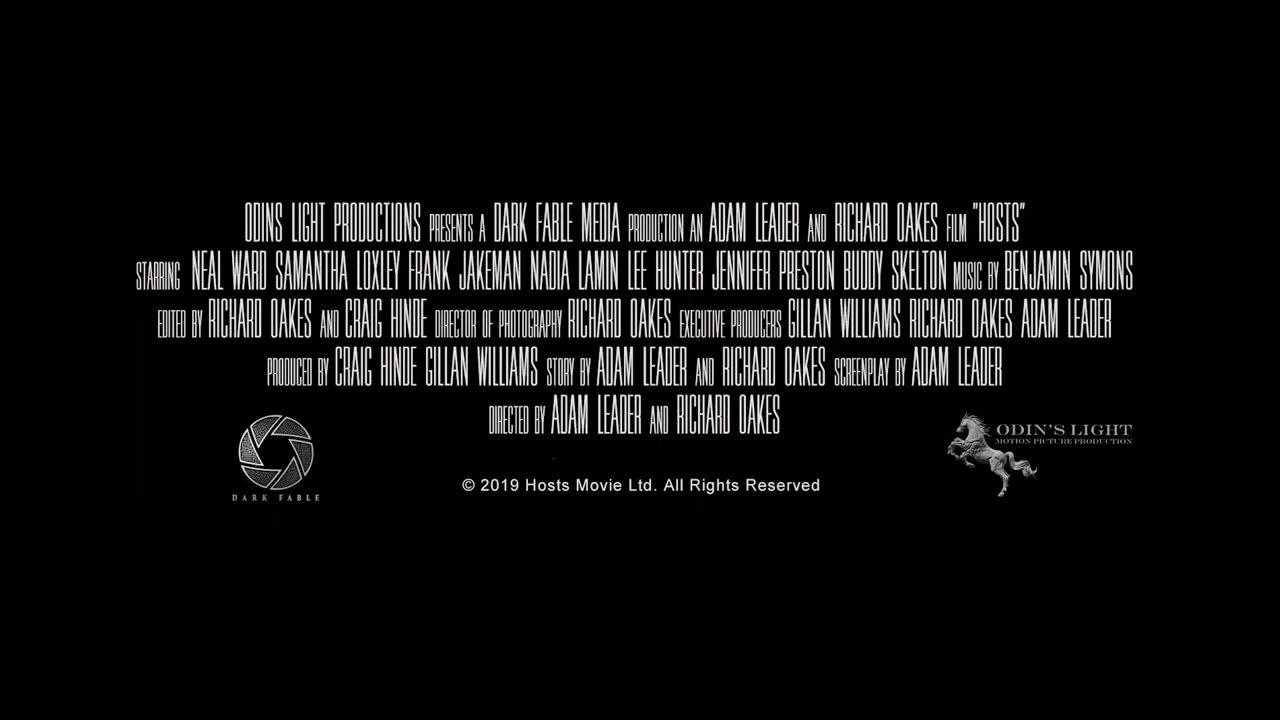 ODINS LIGHT PRODUCTIONS PRESENTS A DARK FABLE MEDIA PRODUCTION AN ADAM LEADER AND RICHARD OAKES FILM "HOSTS"
STARRING NEAL WARD SAMANTHA LOXLEY FRANK JAKEMAN NADIA LAMIN LEE HUNTER JENNIFER PRESTON BUDDY SKELTON MUSIC BY BENJAMIN SYMONS
EDITED BY RICHARD OAKES AND CRAIG HINDE DIRECTOR OF PHOTOGRAPHY RICHARD OAKES EXECUTIVE PRODUCERS GILLAN WILLIAMS RICHARD OAKES ADAM LEADER
PRODUCED BY CRAIG HINDE GILLAN WILLIAMS STORY BY ADAM LEADER AND RICHARD OAKES SCREENPLAY BY ADAM LEADER
DIRECTED BY ADAM LEADER AND RICHARD OAKES
DARK FABLE
© 2019 Hosts Movie Ltd. All Rights Reserved
ODIN'S LIGHT
MOTION PICTURE PRODUCTION